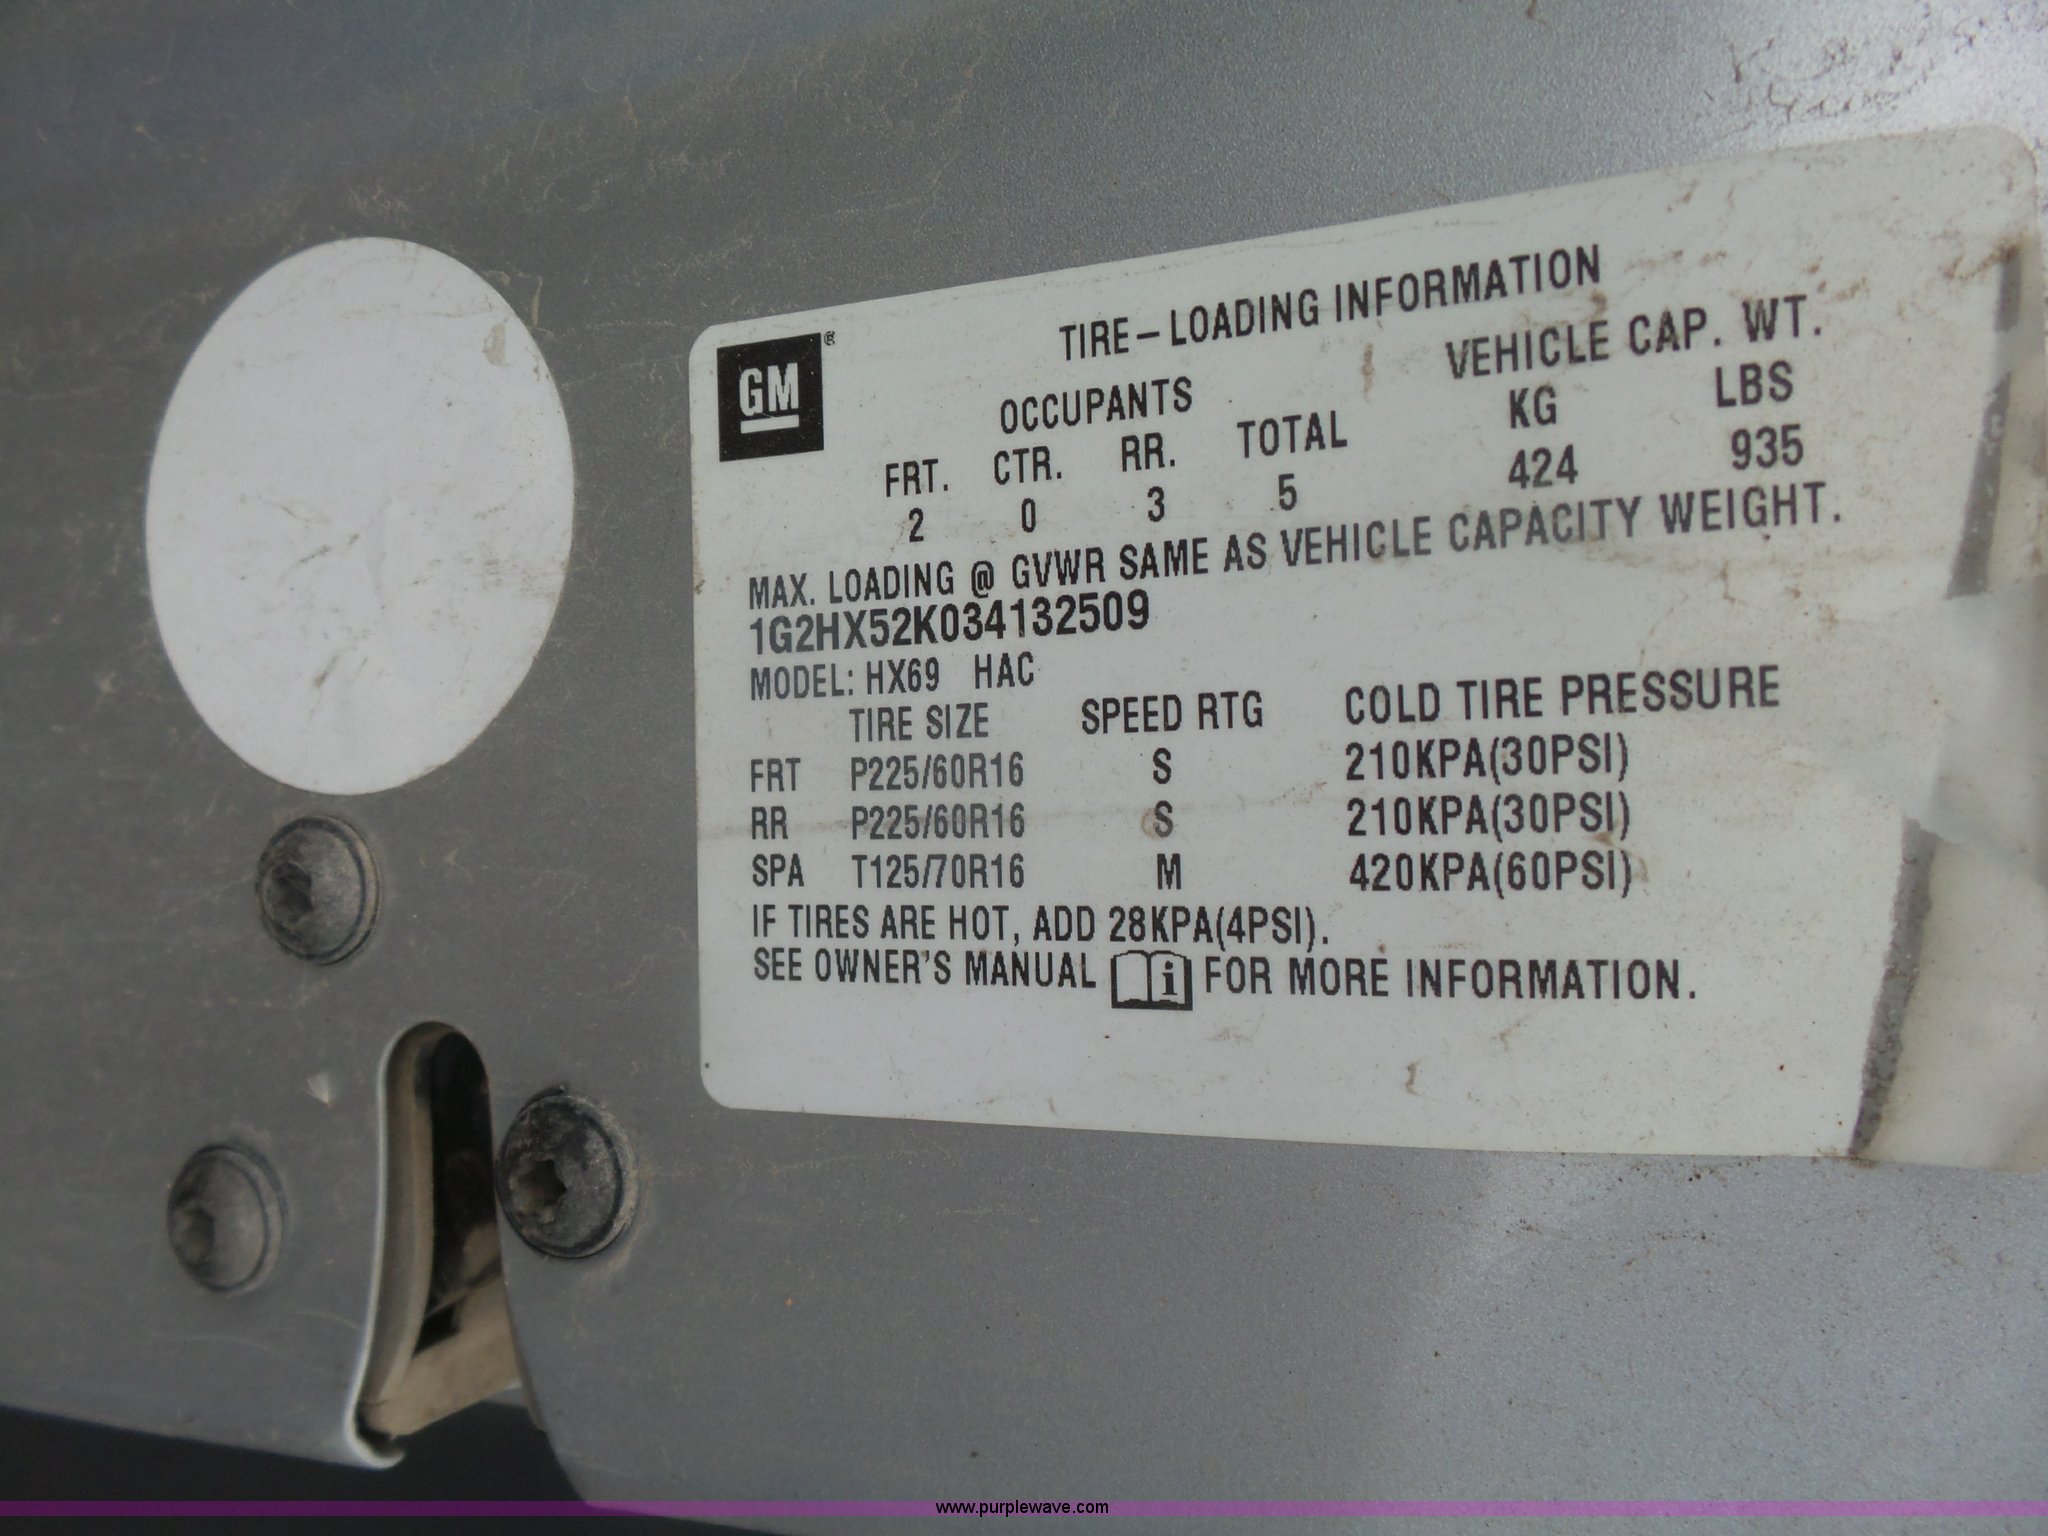 GM®
TIRE-LOADING INFORMATION
OCCUPANTS VEHICLE CAP. WT.
FRT. CTR. RR. TOTAL KG LBS
2 0 3 5 424 935
MAX. LOADING @ GVWR SAME AS VEHICLE CAPACITY WEIGHT.
1G2HX52K034132509
MODEL: HX69 HAC
TIRE SIZE SPEED RTG COLD TIRE PRESSURE
FRT P225/60R16 S 210KPA(30PSI)
RR P225/60R16 S 210KPA(30PSI)
SPA T125/70R16 M 420KPA(60PSI)
IF TIRES ARE HOT, ADD 28KPA(4PSI).
SEE OWNER'S MANUAL i FOR MORE INFORMATION.
www.purplewave.com